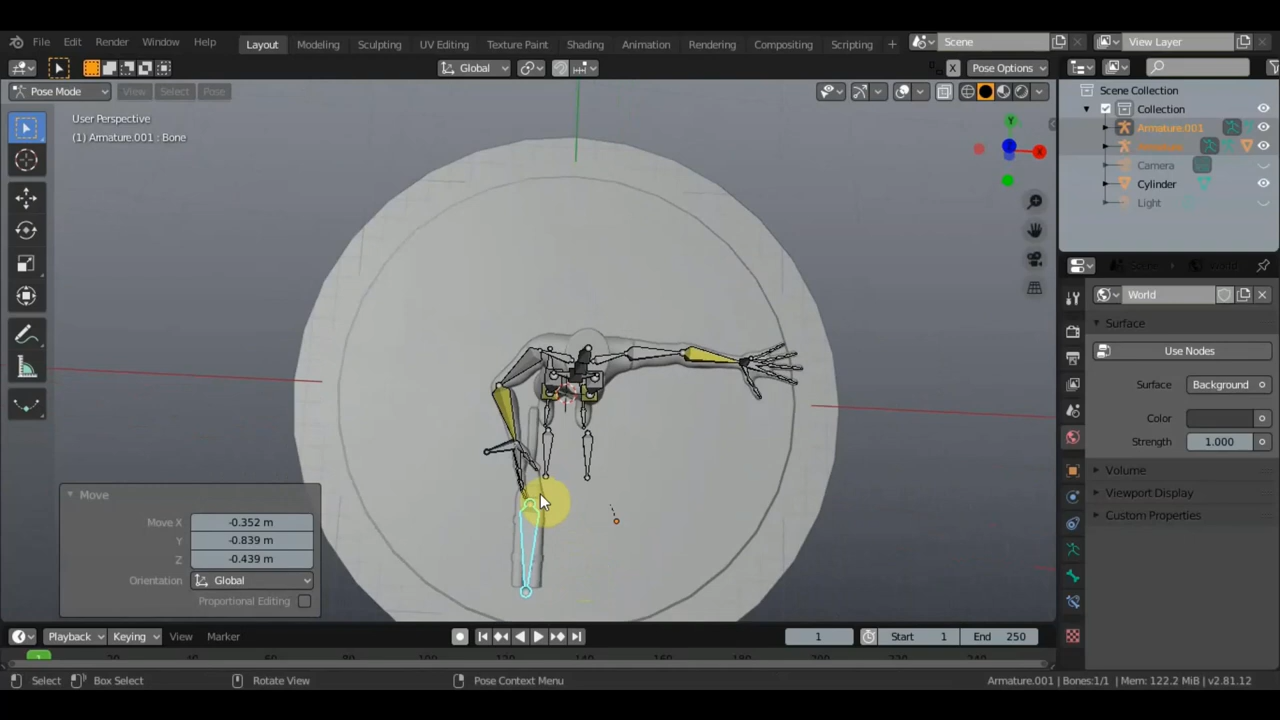 File Edit Render Window Help Layout Modeling Sculpting UV Editing Texture Paint Shading Animation Rendering Compositing Scripting + Scene View Layer
Global X Pose Options
Pose Mode View Select Pose
Scene Collection
Collection
Armature.001
Camera
Cylinder
Light
User Perspective
(1) Armature.001 : Bone
Y
Z
X
World
Surface
Use Nodes
Surface Background
Color
Strength 1.000
Volume
Viewport Display
Custom Properties
Move
Move X -0.352 m
Y -0.839 m
Z -0.439 m
Orientation Global
Proportional Editing
Playback Keying View Marker 1 Start 1 End 250
1
Select Box Select Rotate View Pose Context Menu Armature.001 | Bones:1/1 | Mem: 122.2 MiB | v2.81.12